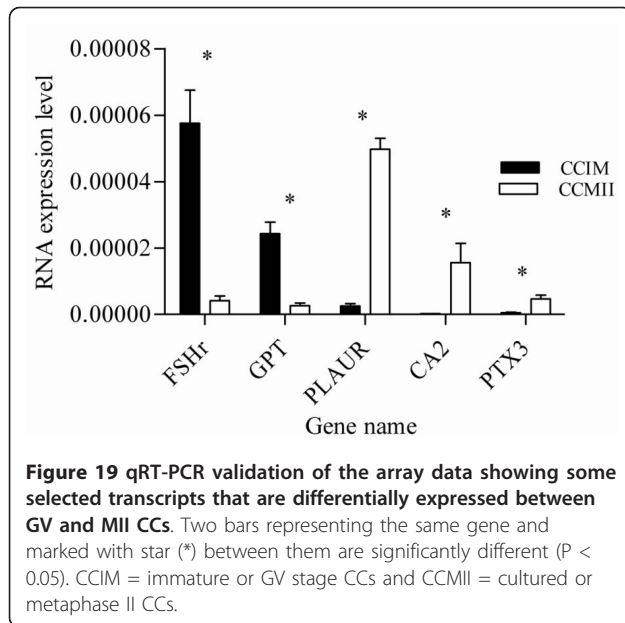 0.00008
*
0.00006
*
CCIM
CCMII
0.00004
*
*
0.00002
*
0.00000
RNA expression level
FSHr
GPT
PLAUR
CA2
PTX3
Gene name
Figure 19 qRT-PCR validation of the array data showing some
selected transcripts that are differentially expressed between
GV and MII CCs. Two bars representing the same gene and
marked with star (*) between them are significantly different (P <
0.05). CCIM = immature or GV stage CCs and CCMII = cultured or
metaphase II CCs.